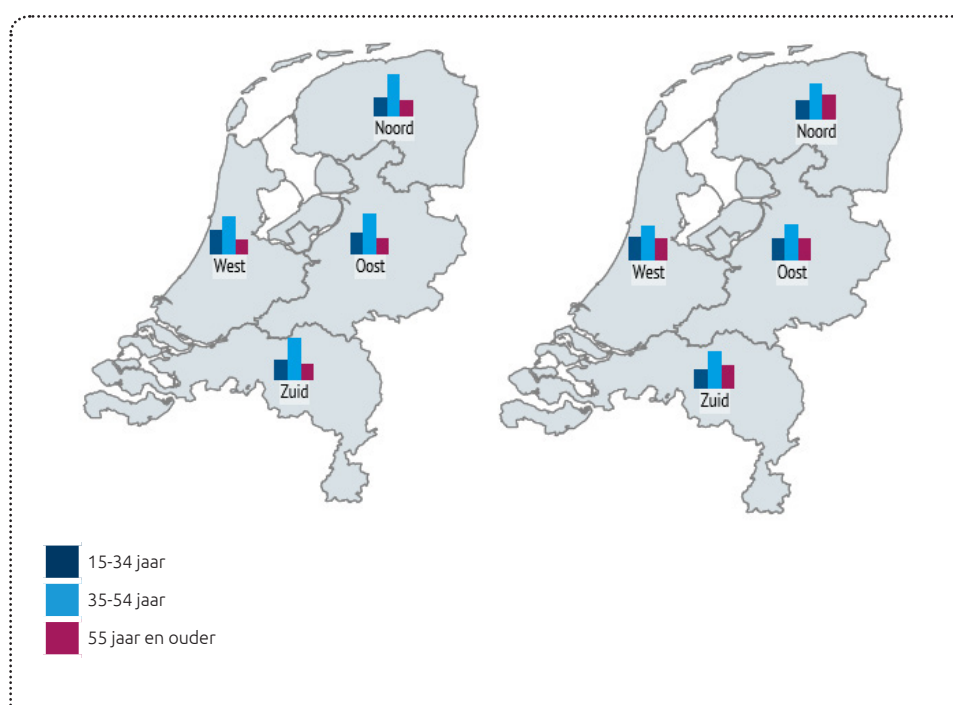 Noord
West
Oost
Zuid
Noord
West
Oost
Zuid
15-34 jaar
35-54 jaar
55 jaar en ouder